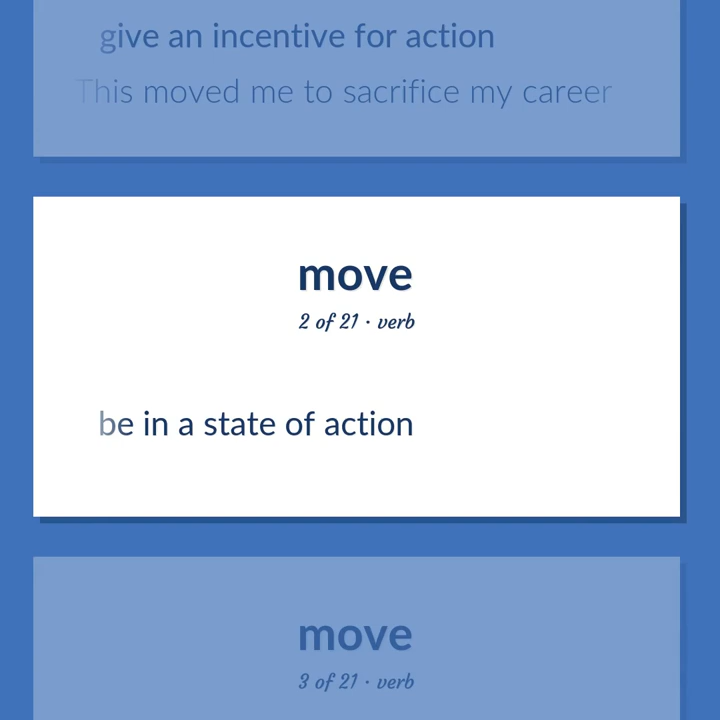 give an incentive for action
This moved me to sacrifice my career
move
2 of 21 · verb
be in a state of action
move
3 of 21 · verb